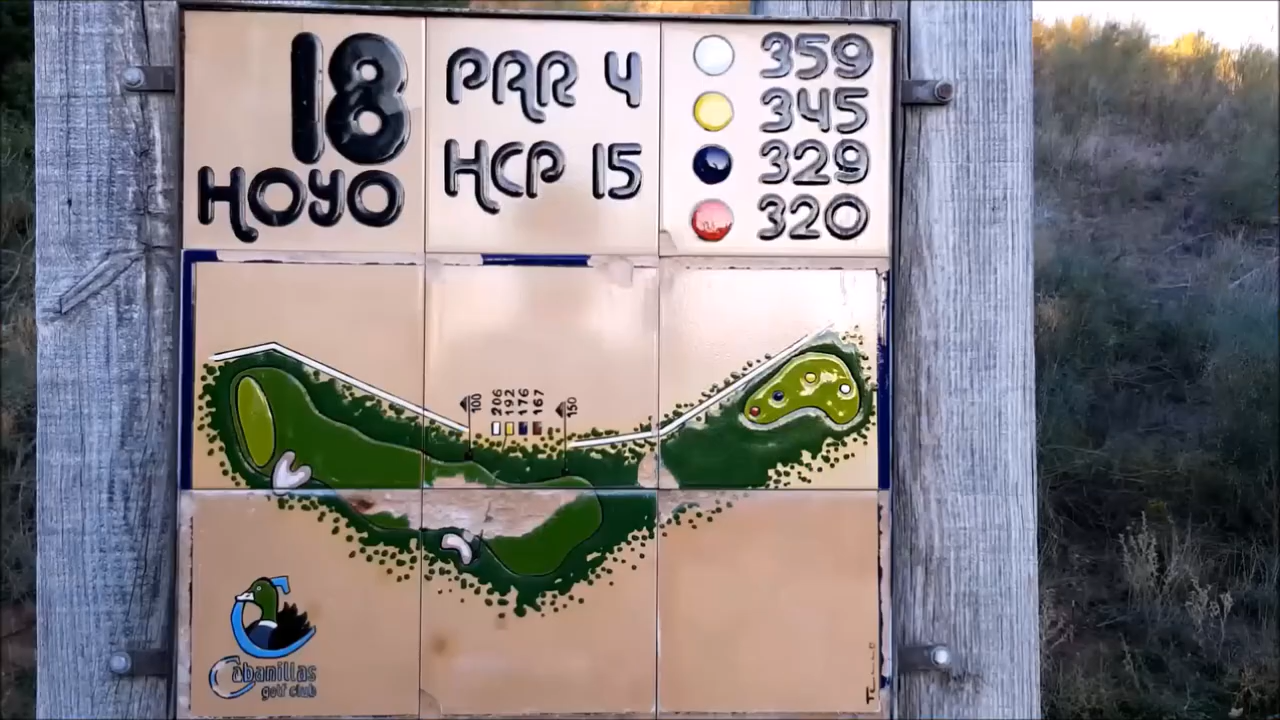 18
HOYO
PAR 4
HCP 15
359
345
329
320
100
206
192
176
167
150
Cabanillas
golf club